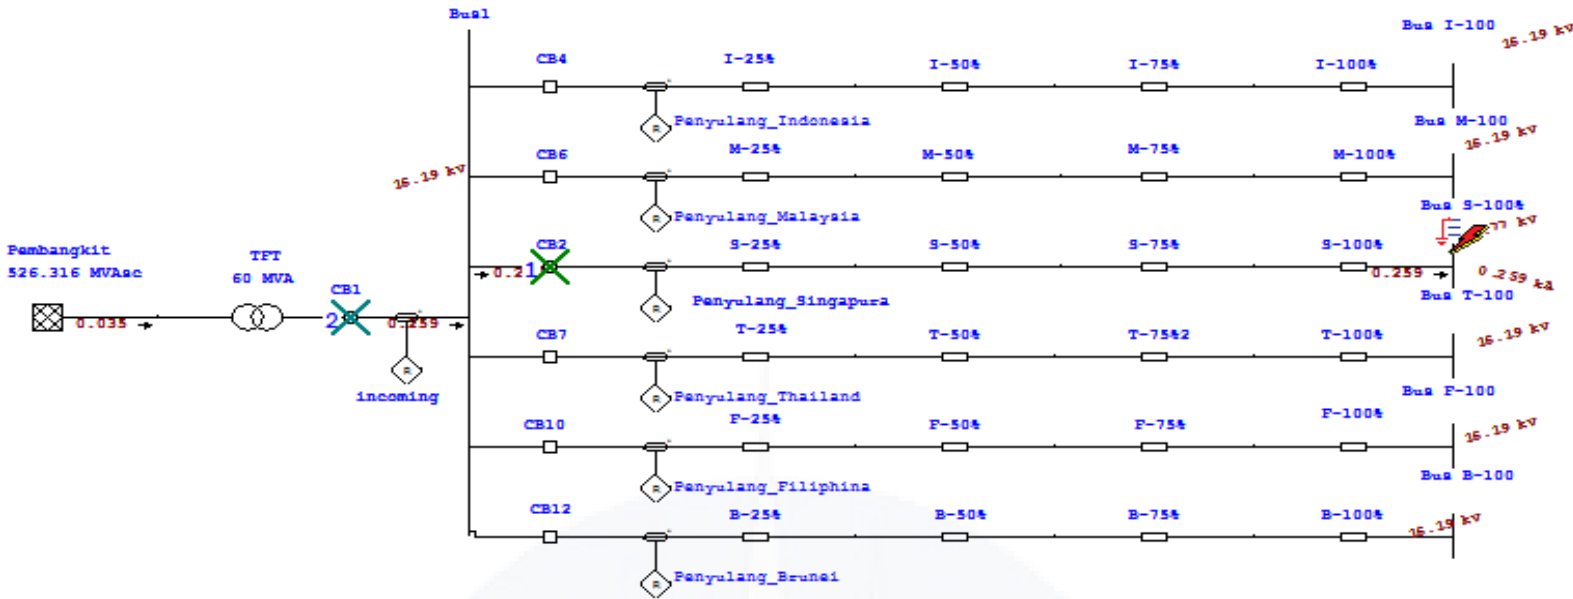 Bus1
Bus I-100
16.19 kV
CB4
I-25%
I-50%
I-75%
I-100%
Penyulang_Indonesia
R
Bus M-100
16.19 kV
CB6
M-25%
M-50%
M-75%
M-100%
16.19 kV
Penyulang_Malaysia
R
Bus S-100%
kV
CB2
S-25%
S-50%
S-75%
S-100%
Pembangkit
526.316 MVAsc
TFT
60 MVA
CB1
1
0.259
0.259 kA
Penyulang_Singapura
R
Bus T-100
0.035
2
0.259
T-25%
CB7
T-50%
T-75%2
T-100%
16.19 kV
R
incoming
Penyulang_Thailand
R
Bus F-100
CB10
F-25%
F-50%
F-75%
F-100%
16.19 kV
Penyulang_Filiphina
R
Bus B-100
CB12
B-25%
B-50%
B-75%
B-100%
16.19 kV
Penyulang_Brunei
R